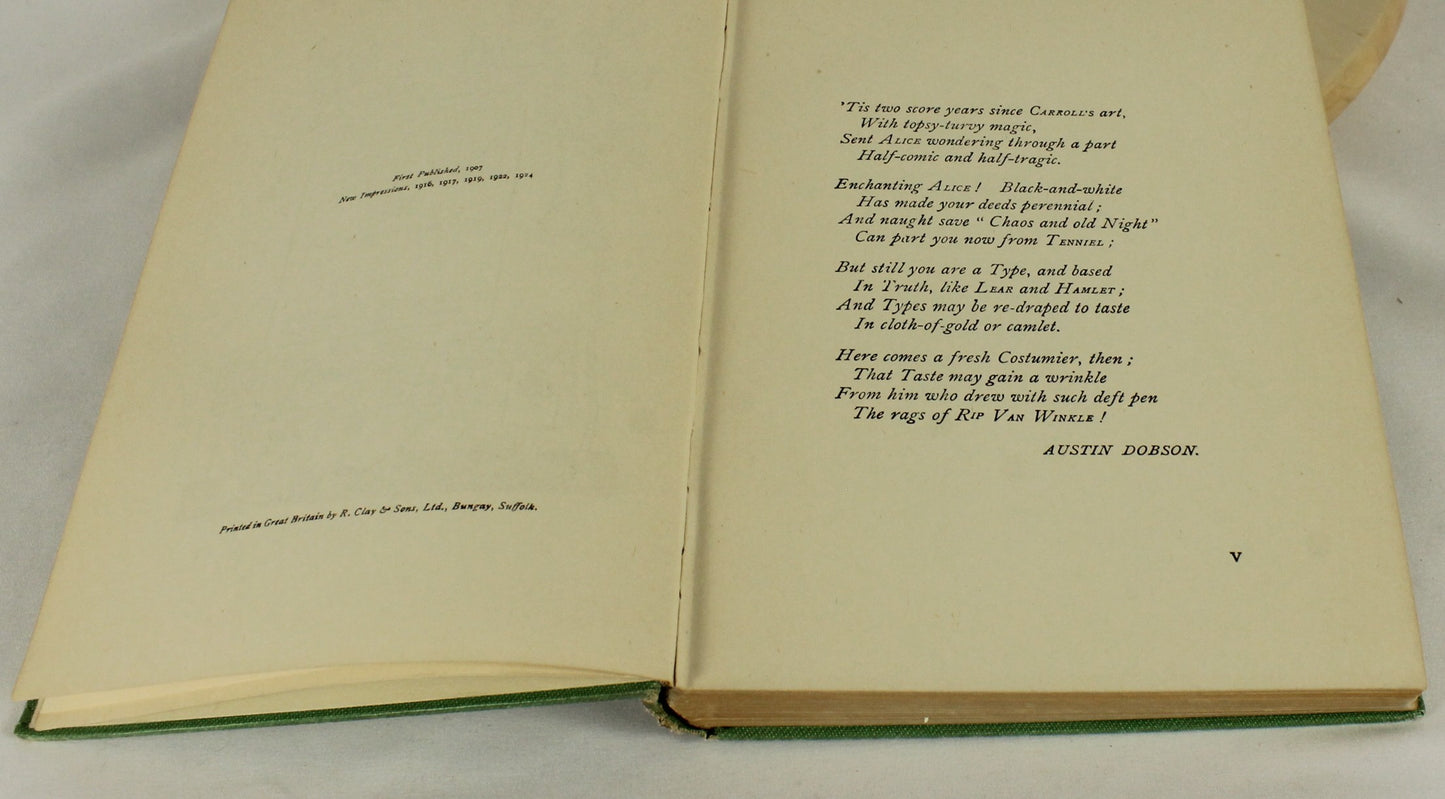 First Published, 1907
New Impressions, 1916, 1917, 1919, 1922, 1924
Printed in Great Britain by R. Clay & Sons, Ltd., Bungay, Suffolk.
'Tis two score years since CARROLL'S art,
With topsy-turvy magic,
Sent ALICE wondering through a part
Half-comic and half-tragic.
Enchanting ALICE! Black-and-white
Has made your deeds perennial;
And naught save "Chaos and old Night"
Can part you now from TENNIEL;
But still you are a Type, and based
In Truth, like LEAR and HAMLET;
And Types may be re-draped to taste
In cloth-of-gold or camlet.
Here comes a fresh Costumier, then;
That Taste may gain a wrinkle
From him who drew with such deft pen
The rags of RIP VAN WINKLE!
AUSTIN DOBSON.
V